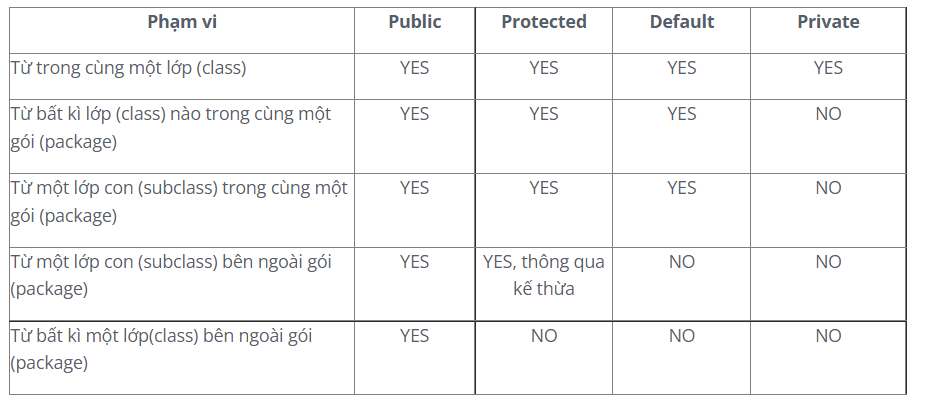 Phạm vi Public Protected Default Private
Từ trong cùng một lớp (class) YES YES YES YES
Từ bất kì lớp (class) nào trong cùng một YES YES YES NO
gói (package)
Từ một lớp con (subclass) trong cùng một YES YES YES NO
gói (package)
Từ một lớp con (subclass) bên ngoài gói YES YES, thông qua NO NO
(package) kế thừa
Từ bất kì một lớp(class) bên ngoài gói YES NO NO NO
(package)